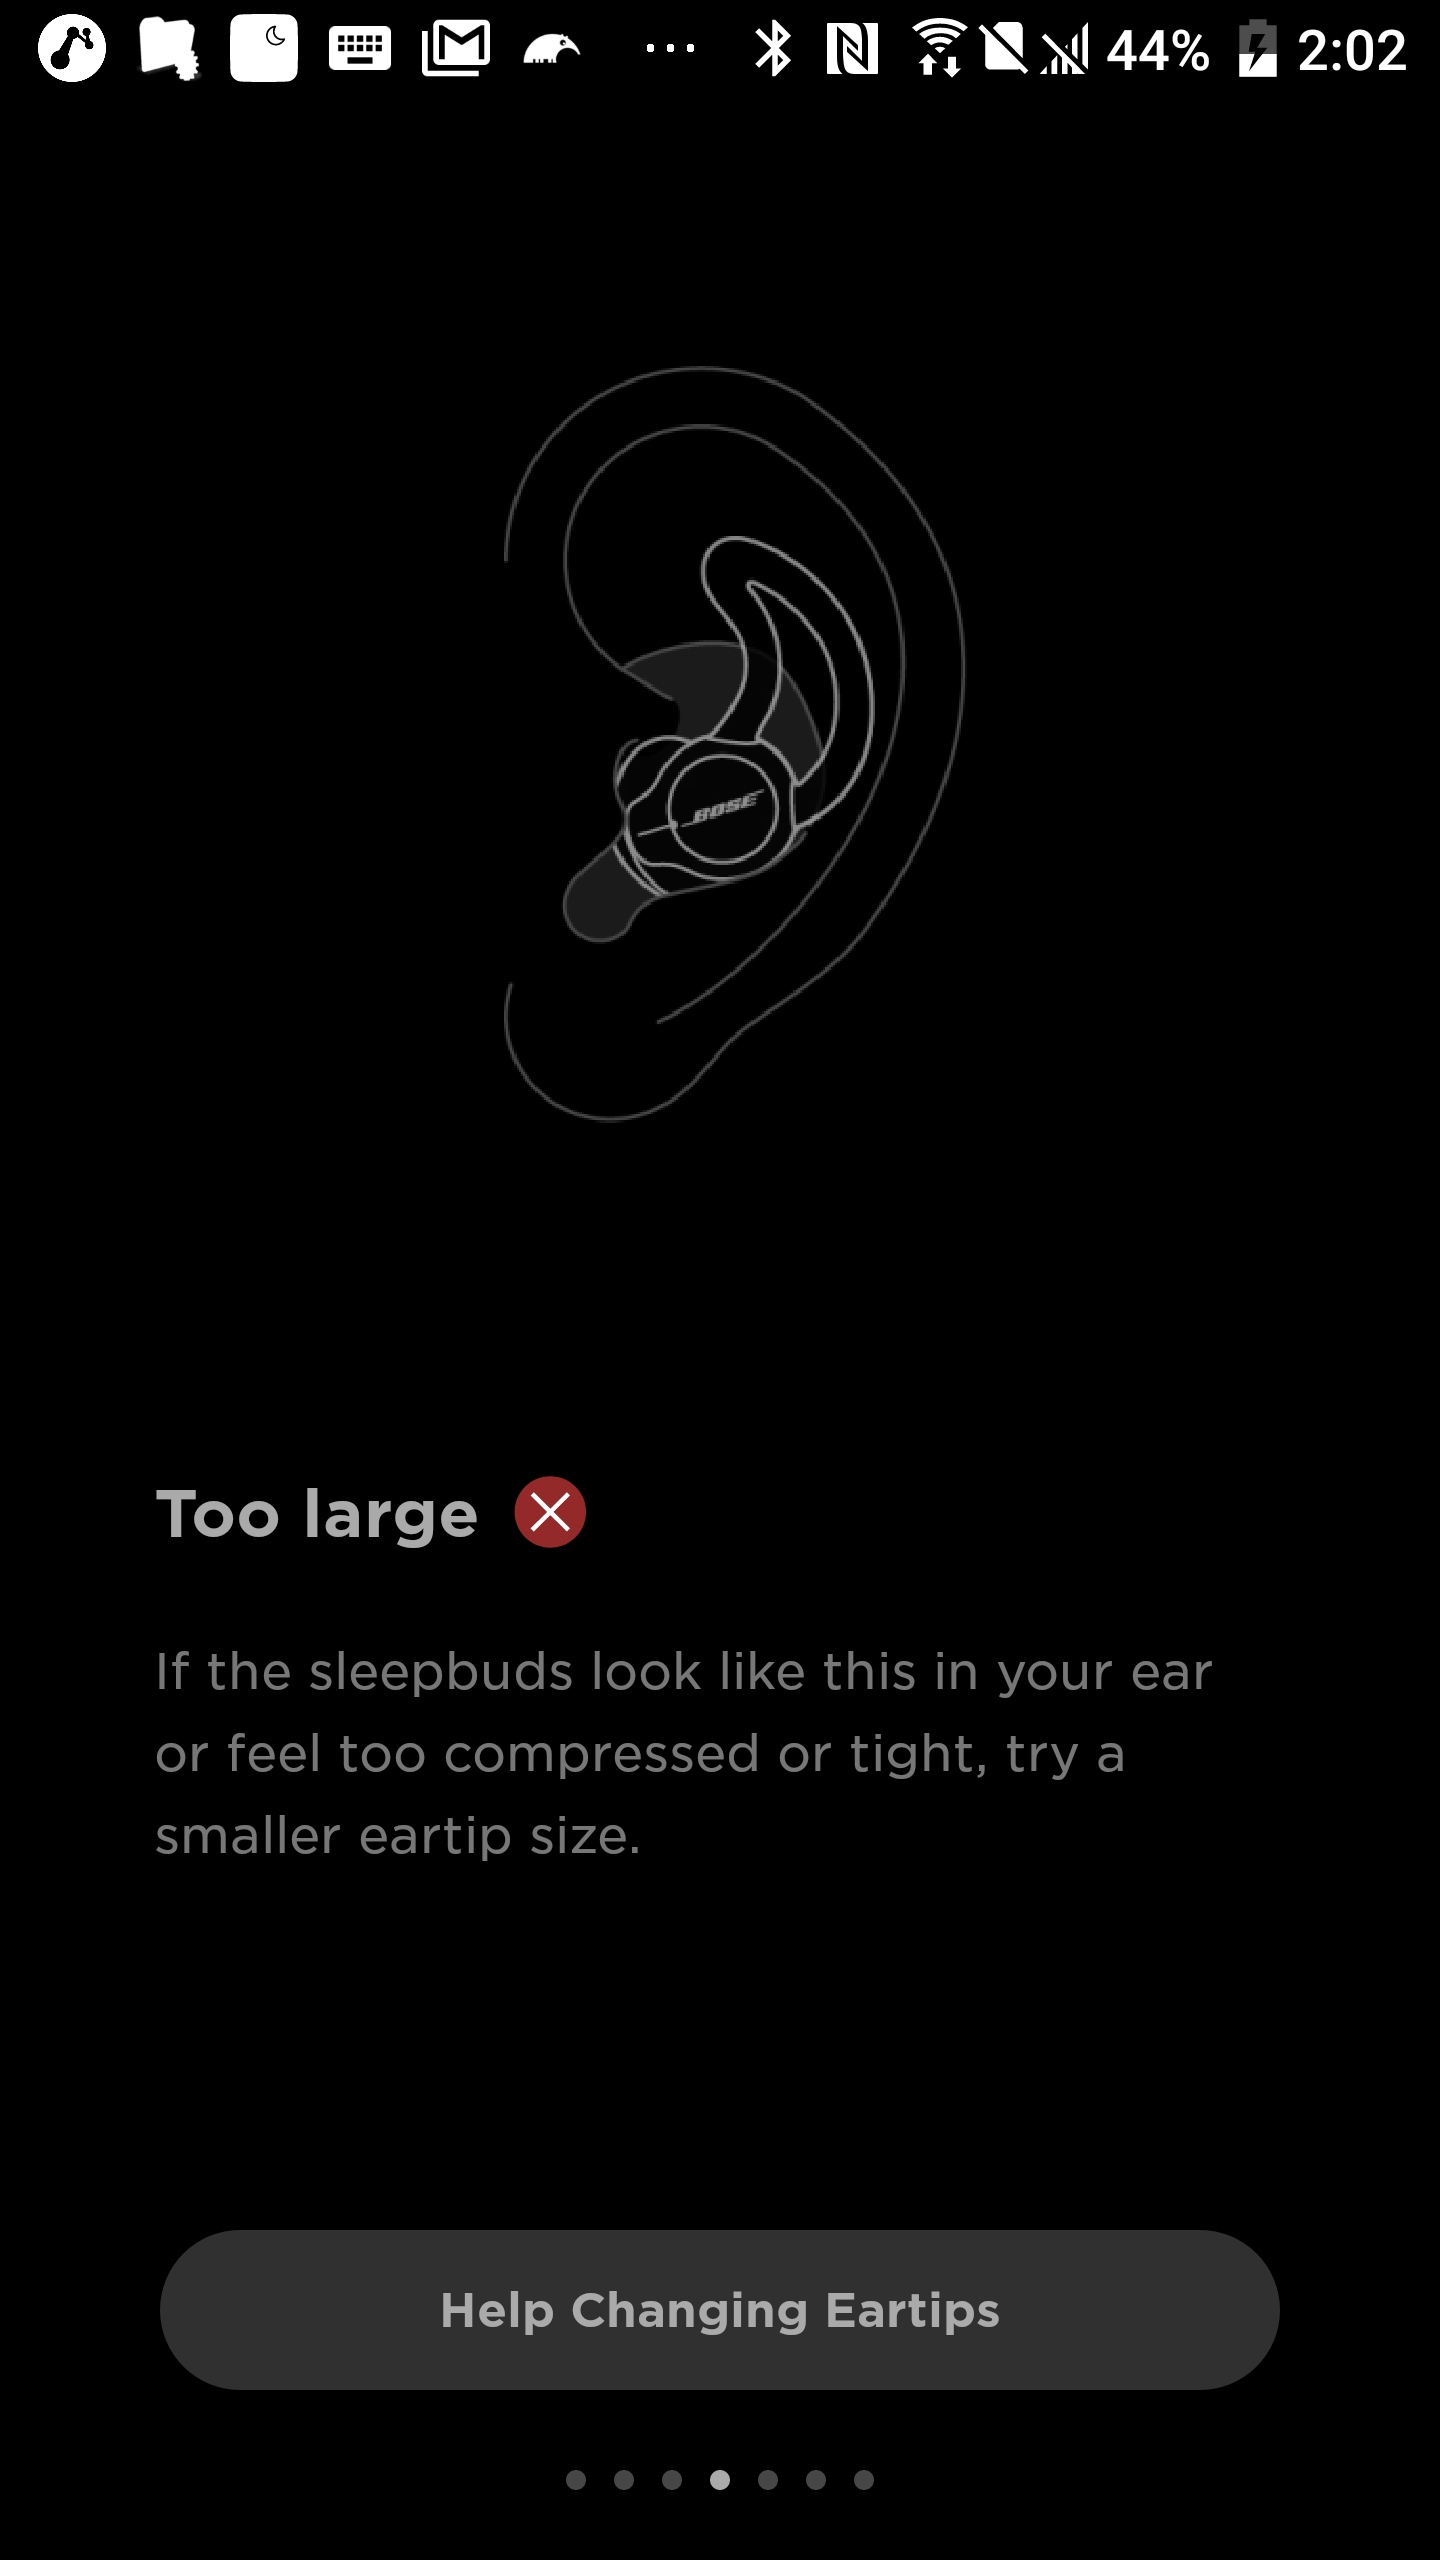 44% 2:02
BOSE
Too large
If the sleepbuds look like this in your ear
or feel too compressed or tight, try a
smaller eartip size.
Help Changing Eartips